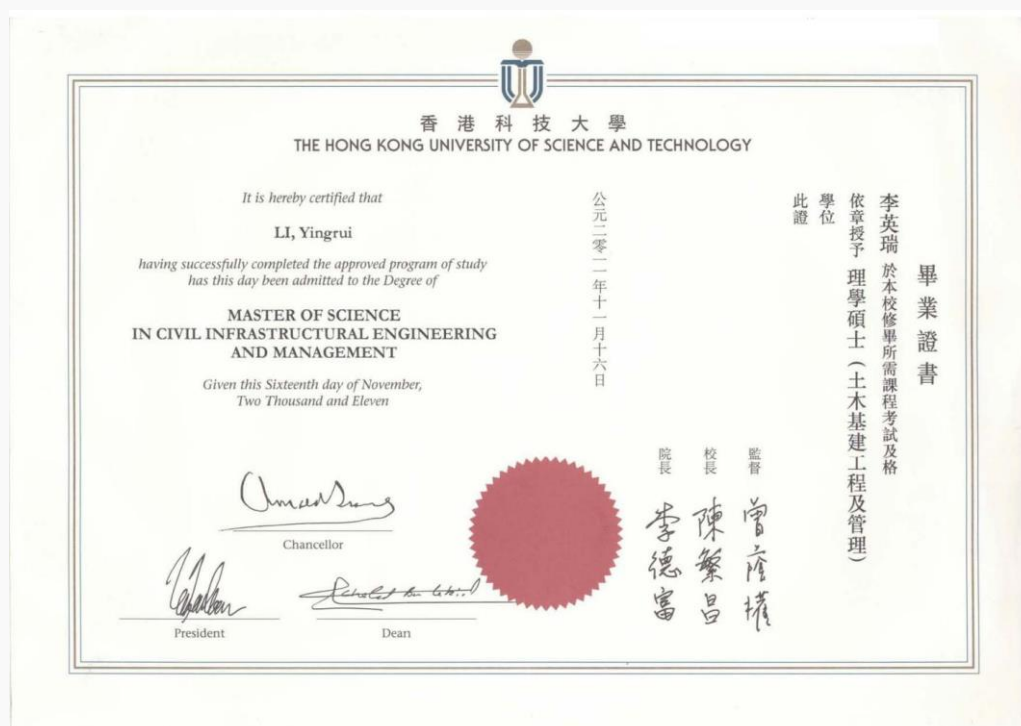 香港科技大學
THE HONG KONG UNIVERSITY OF SCIENCE AND TECHNOLOGY
It is hereby certified that
LI, Yingrui
having successfully completed the approved program of study
has this day been admitted to the Degree of
MASTER OF SCIENCE
IN CIVIL INFRASTRUCTURAL ENGINEERING
AND MANAGEMENT
Given this Sixteenth day of November,
Two Thousand and Eleven
Chancellor
President
Dean
畢業證書
李英瑞 於本校修畢所需課程考試及格
依章授予 理學碩士（土木基建工程及管理）
學位
此證
公元二零一一年十一月十六日
監督 曾蔭權
校長 陳繁昌
院長 李德富